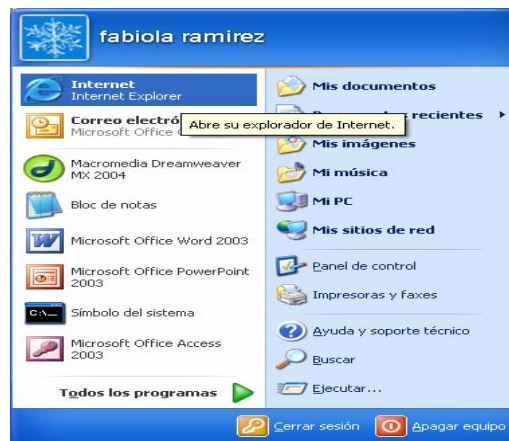 fabiola ramirez
Internet
Internet Explorer
Correo electró
Microsoft Office
Abre su explorador de Internet.
Macromedia Dreamweaver
MX 2004
Bloc de notas
Microsoft Office Word 2003
Microsoft Office PowerPoint
2003
Símbolo del sistema
Microsoft Office Access
2003
Todos los programas
Mis documentos
recientes
Mis imágenes
Mi música
Mi PC
Mis sitios de red
Panel de control
Impresoras y faxes
Ayuda y soporte técnico
Buscar
Ejecutar...
Cerrar sesión
Apagar equipo